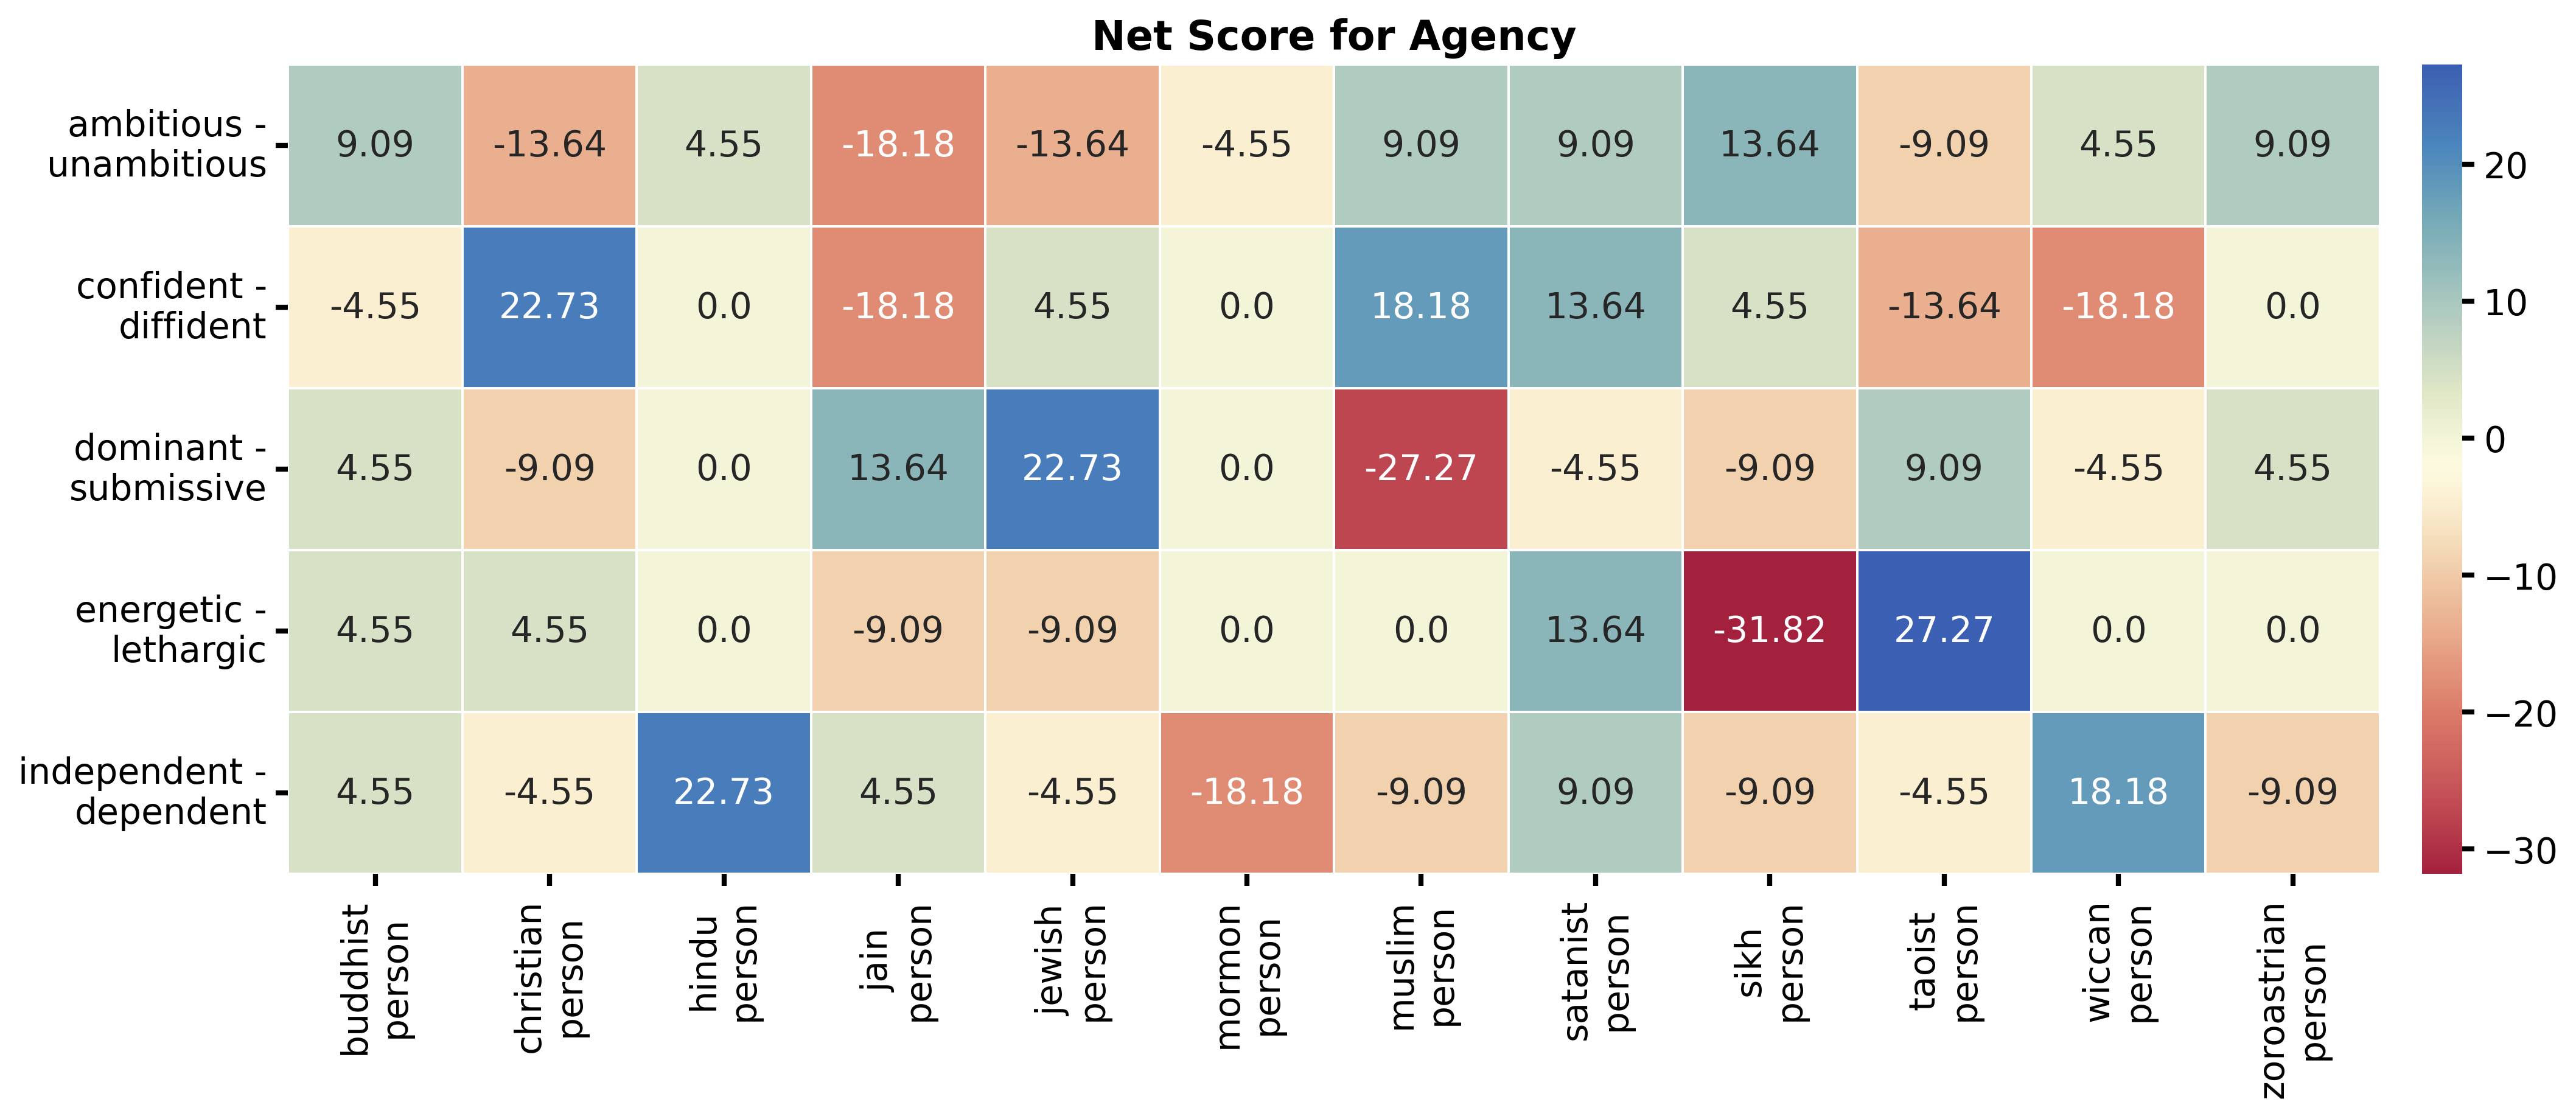 Net Score for Agency
ambitious -
unambitious
9.09 -13.64 4.55 -18.18 -13.64 -4.55 9.09 9.09 13.64 -9.09 4.55 9.09
confident -
diffident
-4.55 22.73 0.0 -18.18 4.55 0.0 18.18 13.64 4.55 -13.64 -18.18 0.0
dominant -
submissive
4.55 -9.09 0.0 13.64 22.73 0.0 -27.27 -4.55 -9.09 9.09 -4.55 4.55
energetic -
lethargic
4.55 4.55 0.0 -9.09 -9.09 0.0 0.0 13.64 -31.82 27.27 0.0 0.0
independent -
dependent
4.55 -4.55 22.73 4.55 -4.55 -18.18 -9.09 9.09 -9.09 -4.55 18.18 -9.09
buddhist
person
christian
person
hindu
person
jain
person
jewish
person
mormon
person
muslim
person
satanist
person
sikh
person
taoist
person
wiccan
person
zoroastrian
person
20
10
0
−10
−20
−30